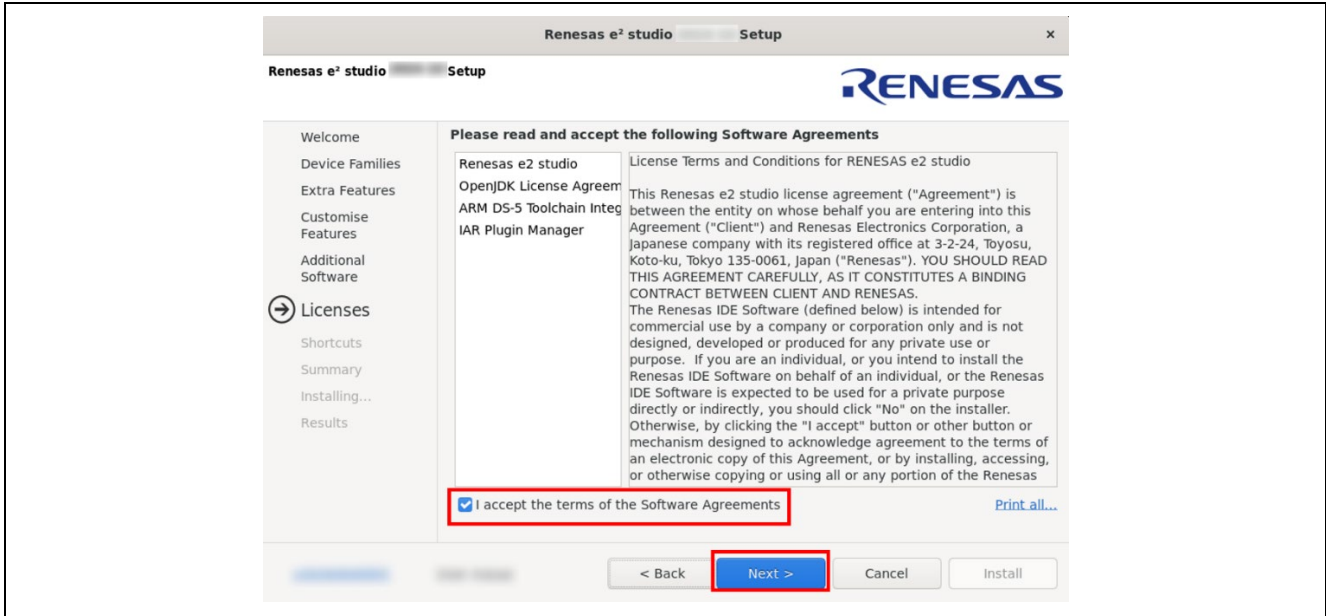 Renesas e² studio Setup
x
Renesas e² studio Setup
RENESAS
Welcome
Device Families
Extra Features
Customise
Features
Additional
Software
Licenses
Shortcuts
Summary
Installing...
Results
Please read and accept the following Software Agreements
Renesas e2 studio
OpenJDK License Agreem
ARM DS-5 Toolchain Integ
IAR Plugin Manager
License Terms and Conditions for RENESAS e2 studio
This Renesas e2 studio license agreement ("Agreement") is
between the entity on whose behalf you are entering into this
Agreement ("Client") and Renesas Electronics Corporation, a
Japanese company with its registered office at 3-2-24, Toyosu,
Koto-ku, Tokyo 135-0061, Japan ("Renesas"). YOU SHOULD READ
THIS AGREEMENT CAREFULLY, AS IT CONSTITUTES A BINDING
CONTRACT BETWEEN CLIENT AND RENESAS.
The Renesas IDE Software (defined below) is intended for
commercial use by a company or corporation only and is not
designed, developed or produced for any private use or
purpose.  If you are an individual, or you intend to install the
Renesas IDE Software on behalf of an individual, or the Renesas
IDE Software is expected to be used for a private purpose
directly or indirectly, you should click "No" on the installer.
Otherwise, by clicking the "I accept" button or other button or
mechanism designed to acknowledge agreement to the terms of
an electronic copy of this Agreement, or by installing, accessing,
or otherwise copying or using all or any portion of the Renesas
I accept the terms of the Software Agreements
Print all...
< Back
Next >
Cancel
Install